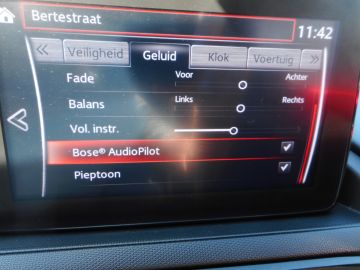 Bertestraat
11:42
Veiligheid Geluid Klok Voertuig
Fade Voor Achter
Balans Links Rechts
Vol. instr.
Bose® AudioPilot
Pieptoon